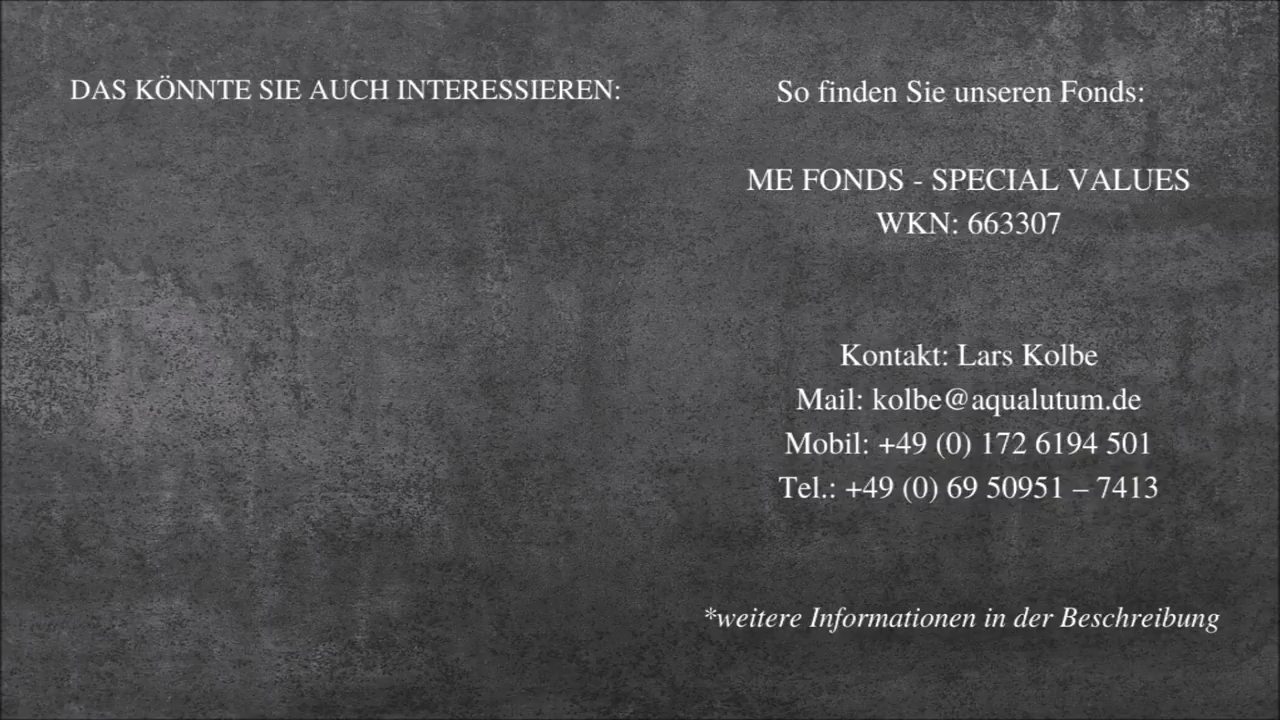 DAS KÖNNTE SIE AUCH INTERESSIEREN:
So finden Sie unseren Fonds:
ME FONDS - SPECIAL VALUES
WKN: 663307
Kontakt: Lars Kolbe
Mail: kolbe@aqualutum.de
Mobil: +49 (0) 172 6194 501
Tel.: +49 (0) 69 50951 – 7413
*weitere Informationen in der Beschreibung